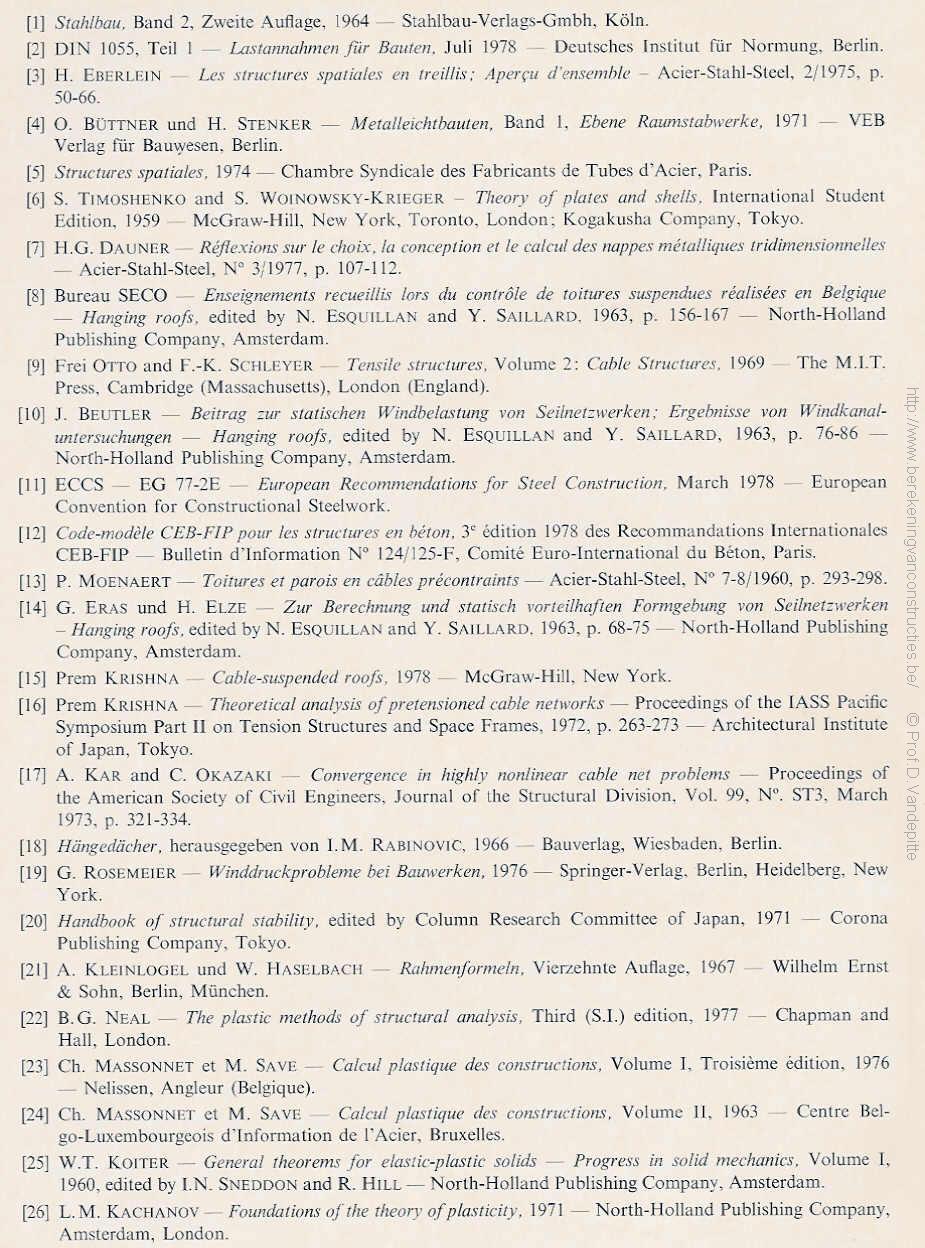 [1] Stahlbau, Band 2, Zweite Auflage, 1964 — Stahlbau-Verlags-Gmbh, Köln.
[2] DIN 1055, Teil 1 — Lastannahmen für Bauten, Juli 1978 — Deutsches Institut für Normung, Berlin.
[3] H. EBERLEIN — Les structures spatiales en treillis; Aperçu d'ensemble – Acier-Stahl-Steel, 2/1975, p.
50-66.
[4] O. BÜTTNER und H. STENKER — Metalleichtbauten, Band 1, Ebene Raumstabwerke, 1971 — VEB
Verlag für Bauwesen, Berlin.
[5] Structures spatiales, 1974 — Chambre Syndicale des Fabricants de Tubes d'Acier, Paris.
[6] S. TIMOSHENKO and S. WOINOWSKY-KRIEGER – Theory of plates and shells, International Student
Edition, 1959 — McGraw-Hill, New York, Toronto, London; Kogakusha Company, Tokyo.
[7] H.G. DAUNER — Réflexions sur le choix, la conception et le calcul des nappes métalliques tridimensionnelles
— Acier-Stahl-Steel, N° 3/1977, p. 107-112.
[8] Bureau SECO — Enseignements recueillis lors du contrôle de toitures suspendues réalisées en Belgique
— Hanging roofs, edited by N. ESQUILLAN and Y. SAILLARD, 1963, p. 156-167 — North-Holland
Publishing Company, Amsterdam.
[9] Frei OTTO and F.-K. SCHLEYER — Tensile structures, Volume 2: Cable Structures, 1969 — The M.I.T.
Press, Cambridge (Massachusetts), London (England).
[10] J. BEUTLER — Beitrag zur statischen Windbelastung von Seilnetzwerken; Ergebnisse von Windkanal-
untersuchungen — Hanging roofs, edited by N. ESQUILLAN and Y. SAILLARD, 1963, p. 76-86 —
North-Holland Publishing Company, Amsterdam.
[11] ECCS — EG 77-2E — European Recommendations for Steel Construction, March 1978 — European
Convention for Constructional Steelwork.
[12] Code-modèle CEB-FIP pour les structures en béton, 3e édition 1978 des Recommandations Internationales
CEB-FIP — Bulletin d'Information N° 124/125-F, Comité Euro-International du Béton, Paris.
[13] P. MOENAERT — Toitures et parois en câbles précontraints — Acier-Stahl-Steel, N° 7-8/1960, p. 293-298.
[14] G. ERAS und H. ELZE — Zur Berechnung und statisch vorteilhaften Formgebung von Seilnetzwerken
– Hanging roofs, edited by N. ESQUILLAN and Y. SAILLARD, 1963, p. 68-75 — North-Holland Publishing
Company, Amsterdam.
[15] Prem KRISHNA — Cable-suspended roofs, 1978 — McGraw-Hill, New York.
[16] Prem KRISHNA — Theoretical analysis of pretensioned cable networks — Proceedings of the IASS Pacific
Symposium Part II on Tension Structures and Space Frames, 1972, p. 263-273 — Architectural Institute
of Japan, Tokyo.
[17] A. KAR and C. OKAZAKI — Convergence in highly nonlinear cable net problems — Proceedings of
the American Society of Civil Engineers, Journal of the Structural Division, Vol. 99, N°. ST3, March
1973, p. 321-334.
[18] Hängedächer, herausgegeben von I.M. RABINOVIC, 1966 — Bauverlag, Wiesbaden, Berlin.
[19] G. ROSEMEIER — Winddruckprobleme bei Bauwerken, 1976 — Springer-Verlag, Berlin, Heidelberg, New
York.
[20] Handbook of structural stability, edited by Column Research Committee of Japan, 1971 — Corona
Publishing Company, Tokyo.
[21] A. KLEINLOGEL und W. HASELBACH — Rahmenformeln, Vierzehnte Auflage, 1967 — Wilhelm Ernst
& Sohn, Berlin, München.
[22] B.G. NEAL — The plastic methods of structural analysis, Third (S.I.) edition, 1977 — Chapman and
Hall, London.
[23] Ch. MASSONNET et M. SAVE — Calcul plastique des constructions, Volume I, Troisième édition, 1976
— Nelissen, Angleur (Belgique).
[24] Ch. MASSONNET et M. SAVE — Calcul plastique des constructions, Volume II, 1963 — Centre Bel-
go-Luxembourgeois d'Information de l'Acier, Bruxelles.
[25] W.T. KOITER — General theorems for elastic-plastic solids — Progress in solid mechanics, Volume I,
1960, edited by I.N. SNEDDON and R. HILL — North-Holland Publishing Company, Amsterdam.
[26] L.M. KACHANOV — Foundations of the theory of plasticity, 1971 — North-Holland Publishing Company,
Amsterdam, London.
http://www.berekeningvanconstructies.be/ © Prof D Vandepitte